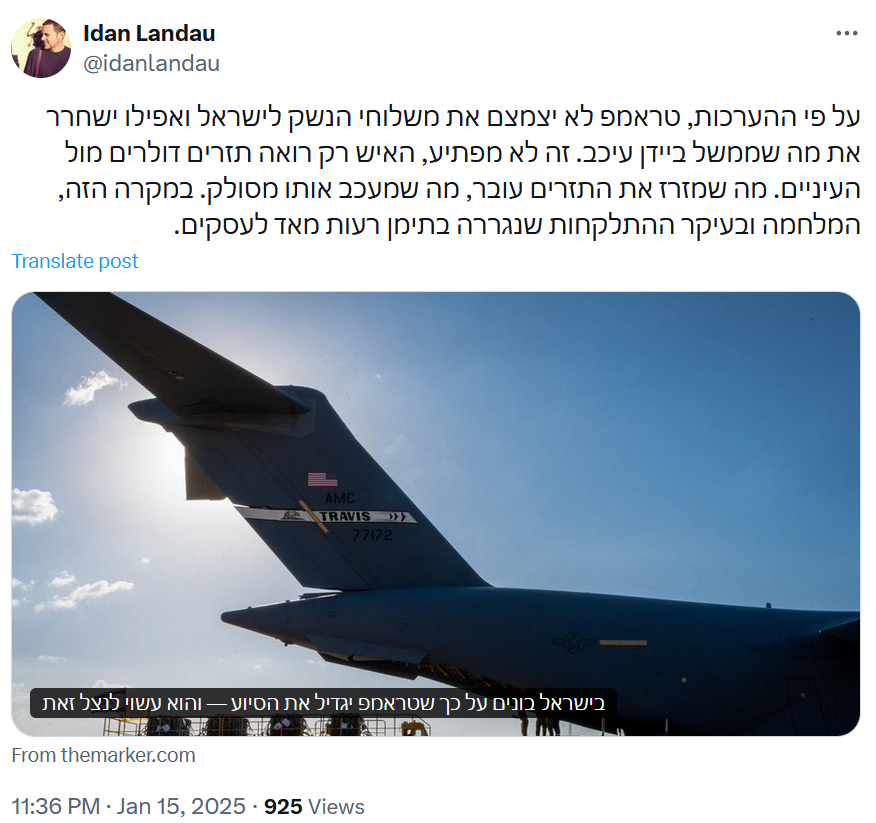 Idan Landau
@idanlandau
על פי ההערכות, טראמפ לא יצמצם את משלוחי הנשק לישראל ואפילו ישחרר
את מה שממשל ביידן עיכב. זה לא מפתיע, האיש רק רואה תזרים דולרים מול
העיניים. מה שמזרז את התזרים עובר, מה שמעכב אותו מסולק. במקרה הזה,
המלחמה ובעיקר ההתלקחות שנגררה בתימן רעות מאד לעסקים.
Translate post
AMC
TRAVIS
77172
בישראל בונים על כך שטראמפ יגדיל את הסיוע — והוא עשוי לנצל זאת
From themarker.com
11:36 PM · Jan 15, 2025 · 925 Views